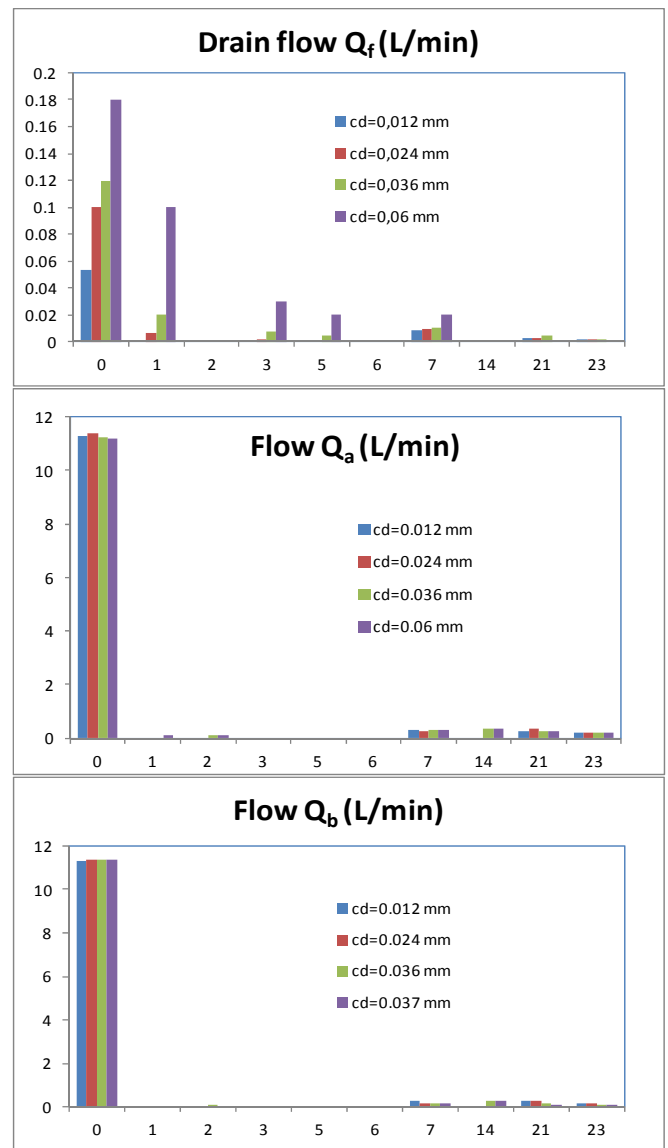 Drain flow Qf (L/min)
0.2
0.18
0.16
0.14
0.12
0.1
0.08
0.06
0.04
0.02
0
cd=0,012 mm
cd=0,024 mm
cd=0,036 mm
cd=0,06 mm
0 1 2 3 5 6 7 14 21 23
Flow Qa (L/min)
12
10
8
6
4
2
0
cd=0.012 mm
cd=0.024 mm
cd=0.036 mm
cd=0.06 mm
0 1 2 3 5 6 7 14 21 23
Flow Qb (L/min)
12
10
8
6
4
2
0
cd=0.012 mm
cd=0.024 mm
cd=0.036 mm
cd=0.037 mm
0 1 2 3 5 6 7 14 21 23